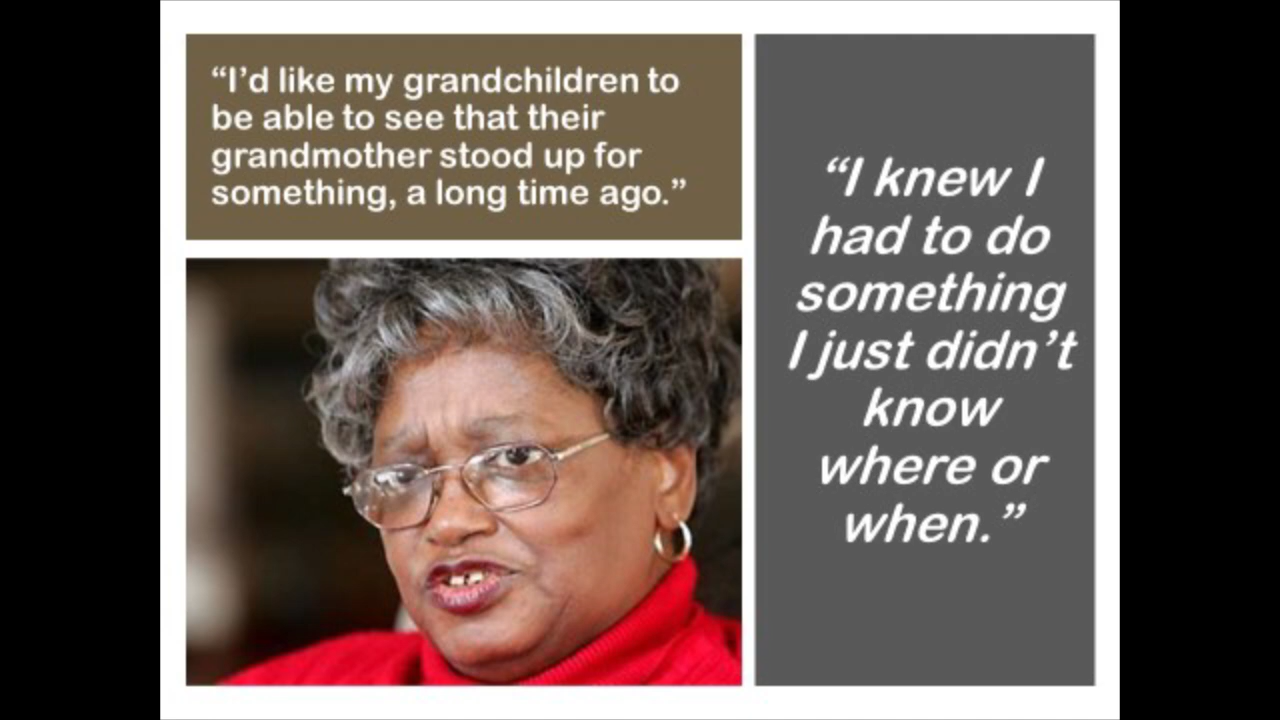 “I’d like my grandchildren to
be able to see that their
grandmother stood up for
something, a long time ago.”
“I knew I
had to do
something
I just didn’t
know
where or
when.”